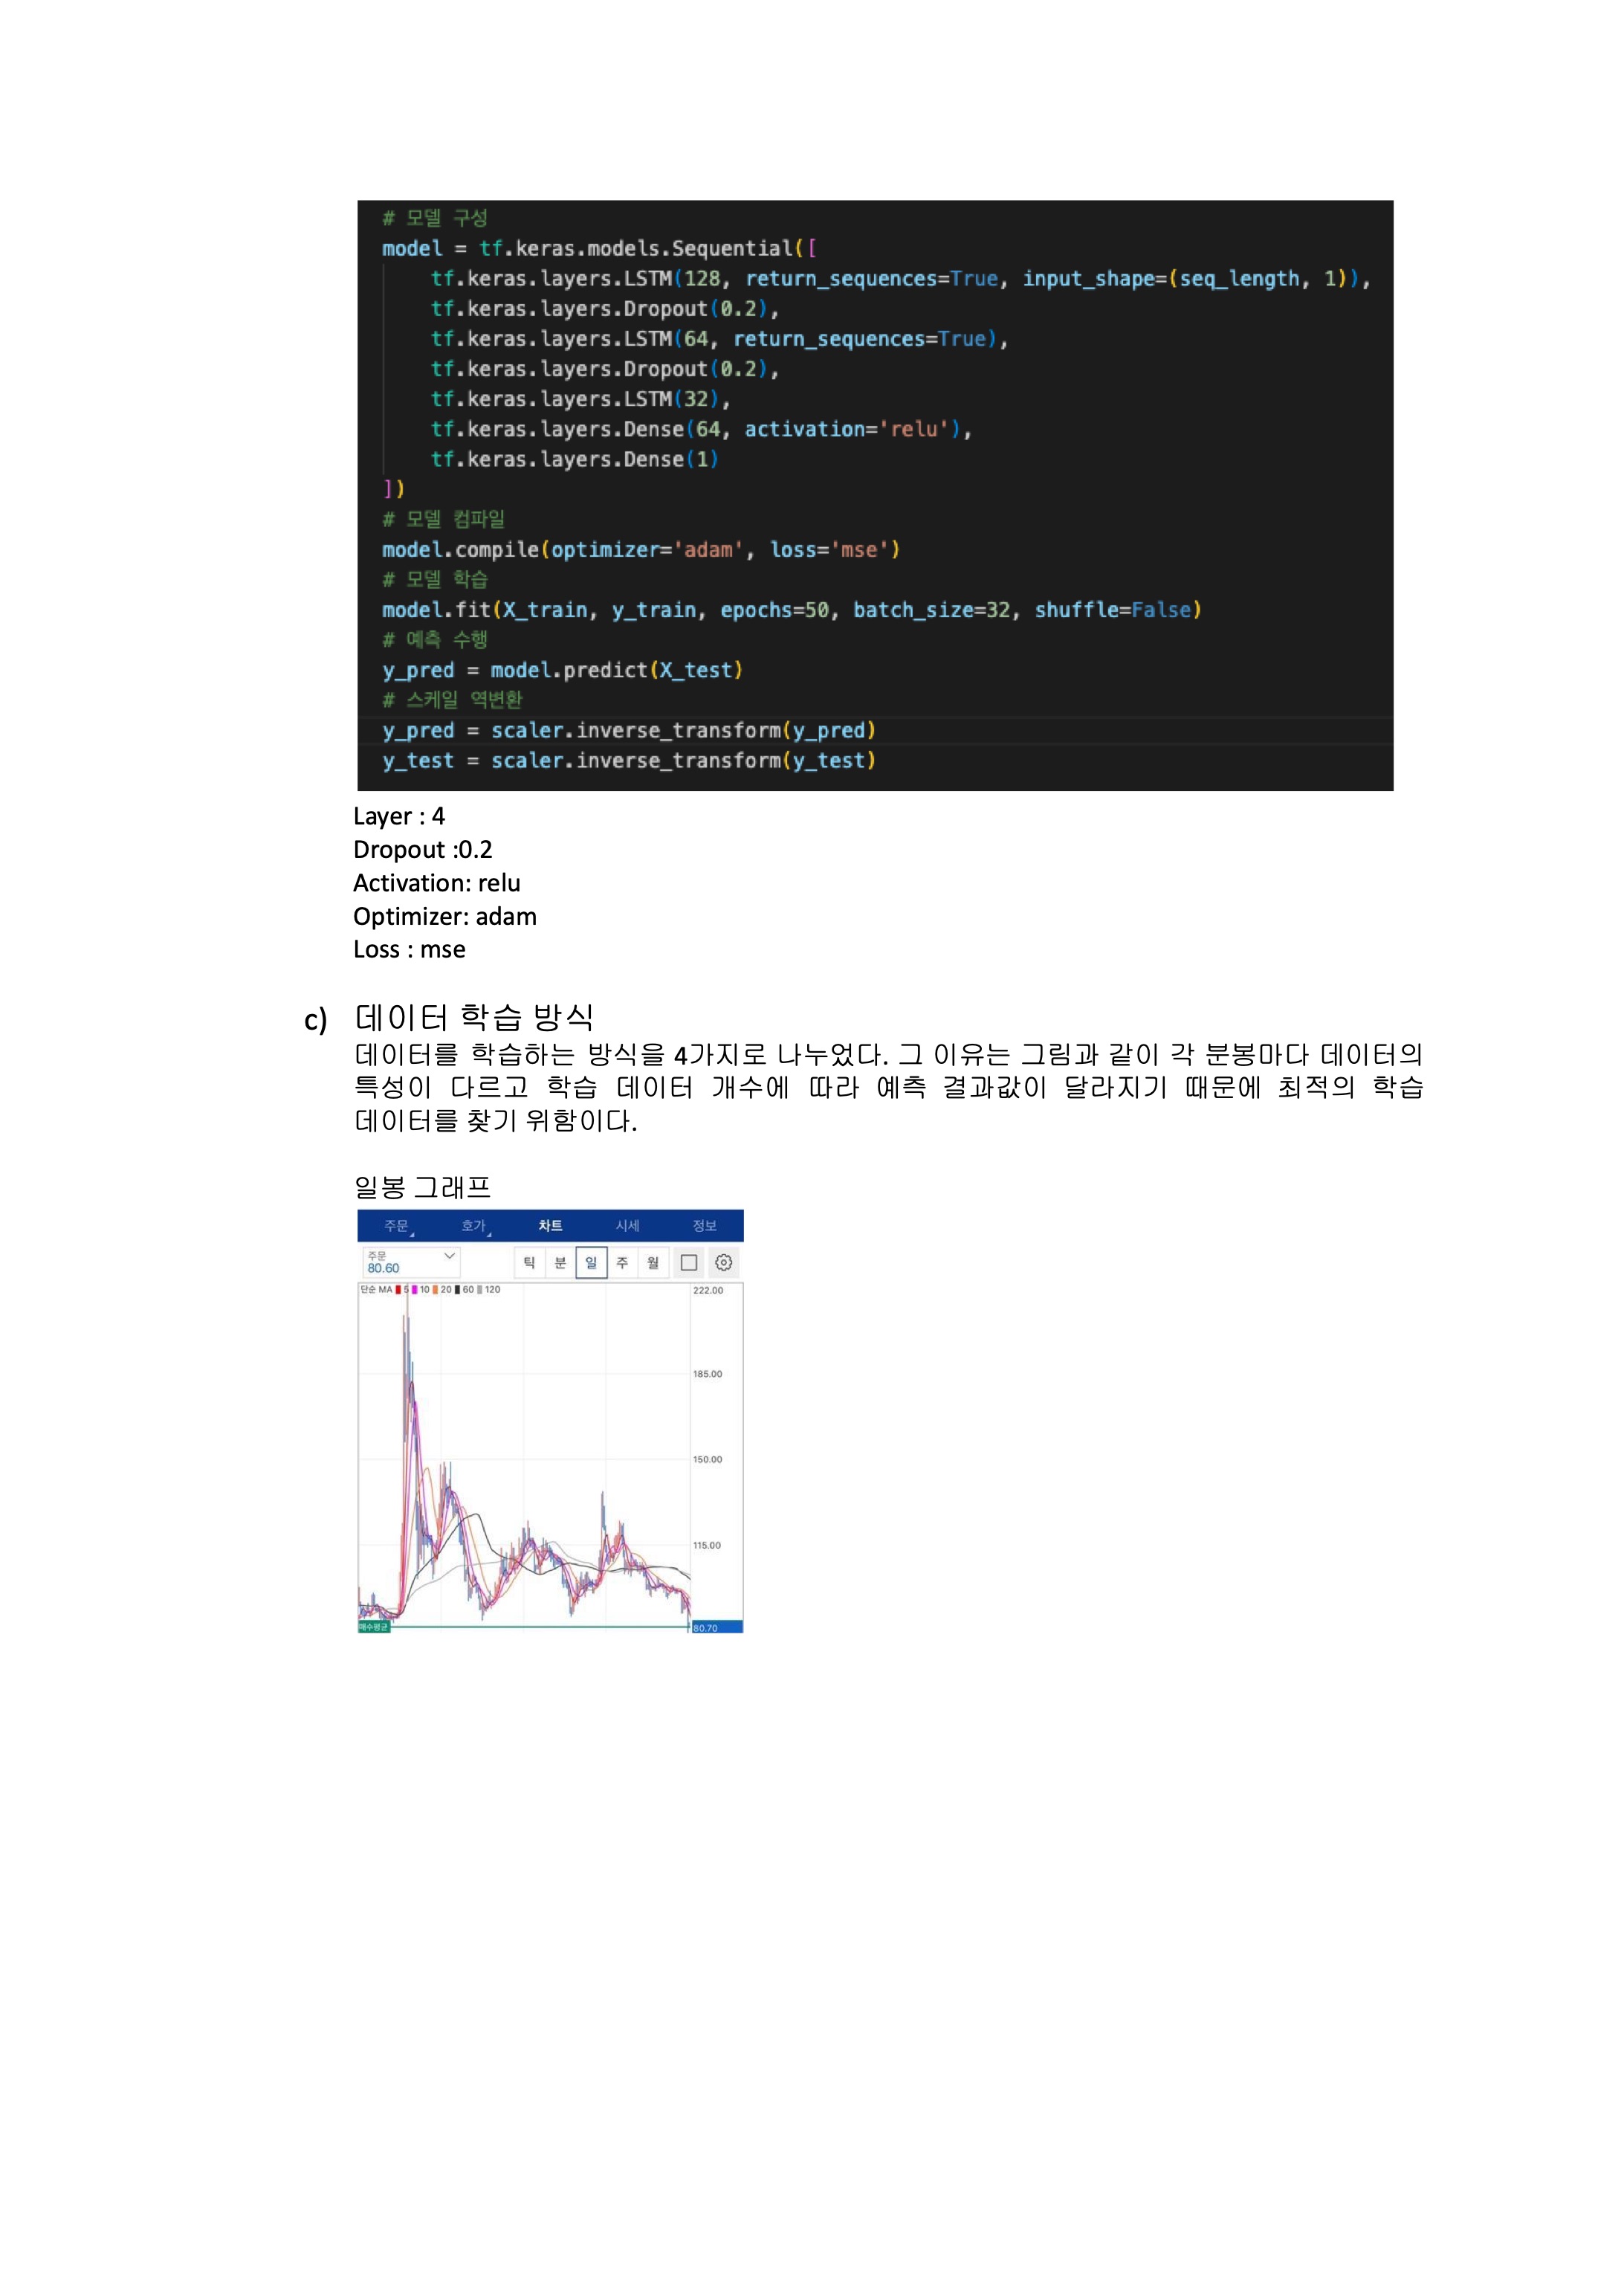 # 모델 구성
model = tf.keras.models.Sequential([
    tf.keras.layers.LSTM(128, return_sequences=True, input_shape=(seq_length, 1)),
    tf.keras.layers.Dropout(0.2),
    tf.keras.layers.LSTM(64, return_sequences=True),
    tf.keras.layers.Dropout(0.2),
    tf.keras.layers.LSTM(32),
    tf.keras.layers.Dense(64, activation='relu'),
    tf.keras.layers.Dense(1)
])
# 모델 컴파일
model.compile(optimizer='adam', loss='mse')
# 모델 학습
model.fit(X_train, y_train, epochs=50, batch_size=32, shuffle=False)
# 예측 수행
y_pred = model.predict(X_test)
# 스케일 역변환
y_pred = scaler.inverse_transform(y_pred)
y_test = scaler.inverse_transform(y_test)
Layer : 4
Dropout :0.2
Activation: relu
Optimizer: adam
Loss : mse
c) 데이터 학습 방식
데이터를 학습하는 방식을 4가지로 나누었다. 그 이유는 그림과 같이 각 분봉마다 데이터의
특성이 다르고 학습 데이터 개수에 따라 예측 결과값이 달라지기 때문에 최적의 학습
데이터를 찾기 위함이다.
일봉 그래프
주문 호가 차트 시세 정보
주문
80.60
틱 분 일 주 월
단순 MA 5 10 20 60 120
222.00
185.00
150.00
115.00
매수평균
80.70